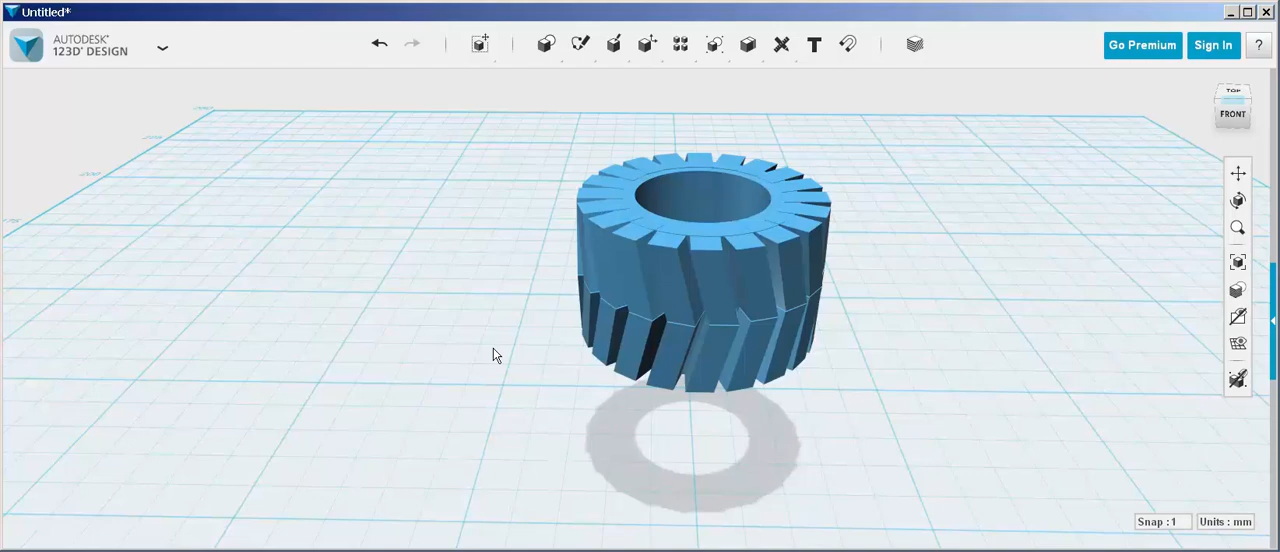 Untitled*
AUTODESK®
123D® DESIGN
Go Premium
Sign In
?
T
TOP
FRONT
Snap : 1
Units : mm